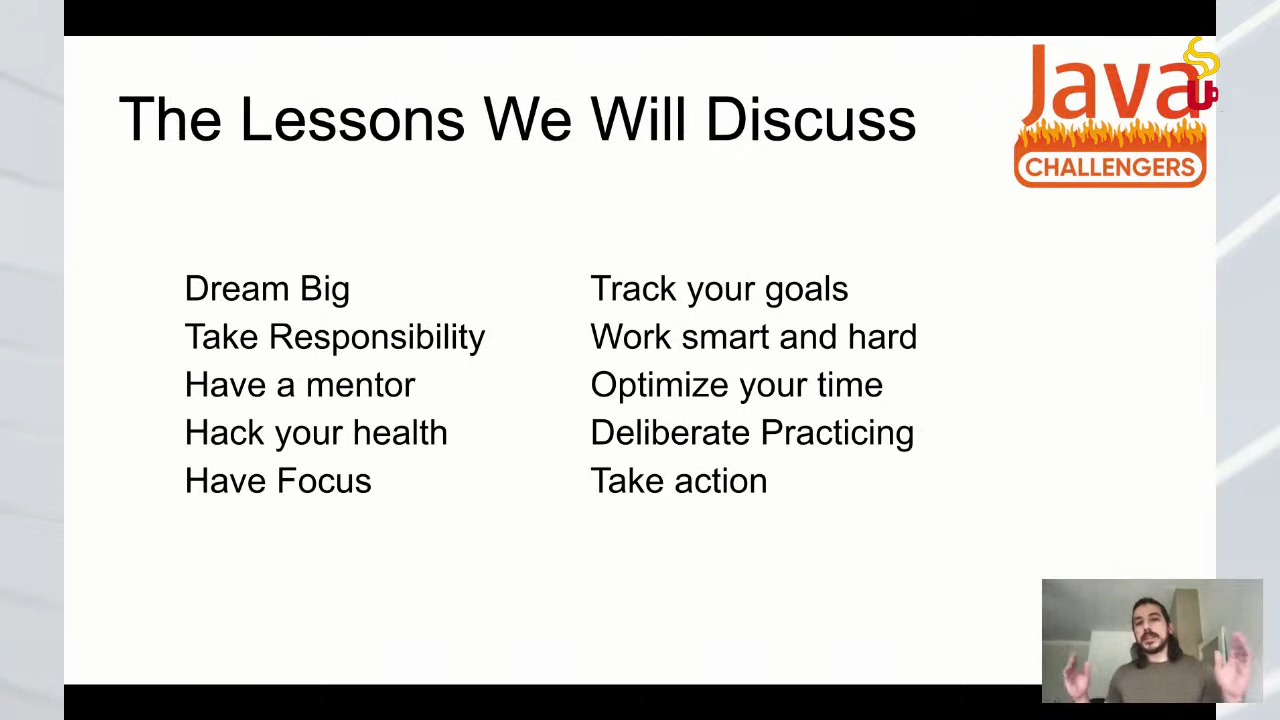 The Lessons We Will Discuss
Java
CHALLENGERS
Dream Big
Take Responsibility
Have a mentor
Hack your health
Have Focus
Track your goals
Work smart and hard
Optimize your time
Deliberate Practicing
Take action